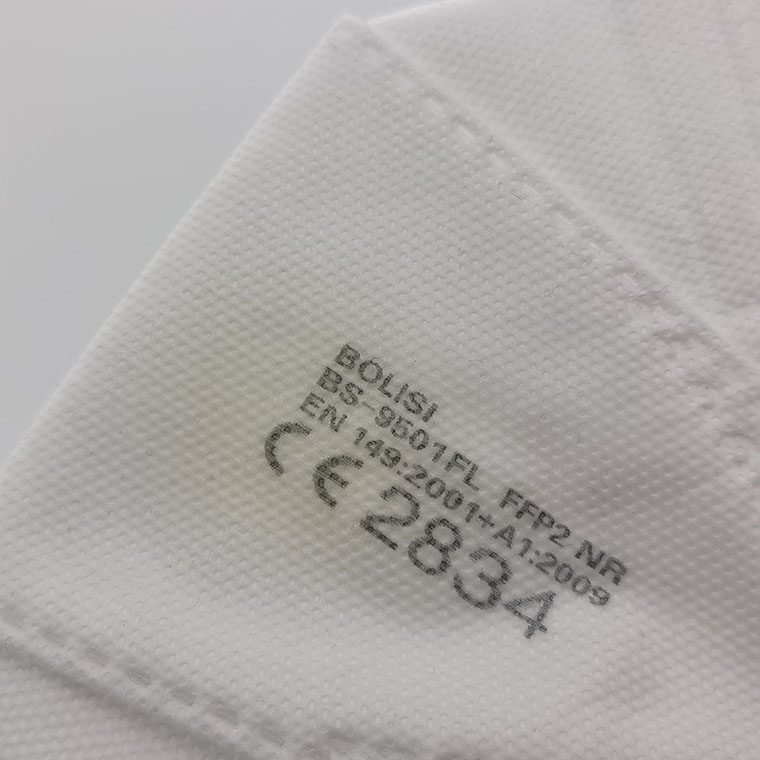 BOLISI
BS-9501FL FFP2 NR
EN 149:2001+A1:2009
CE 2834